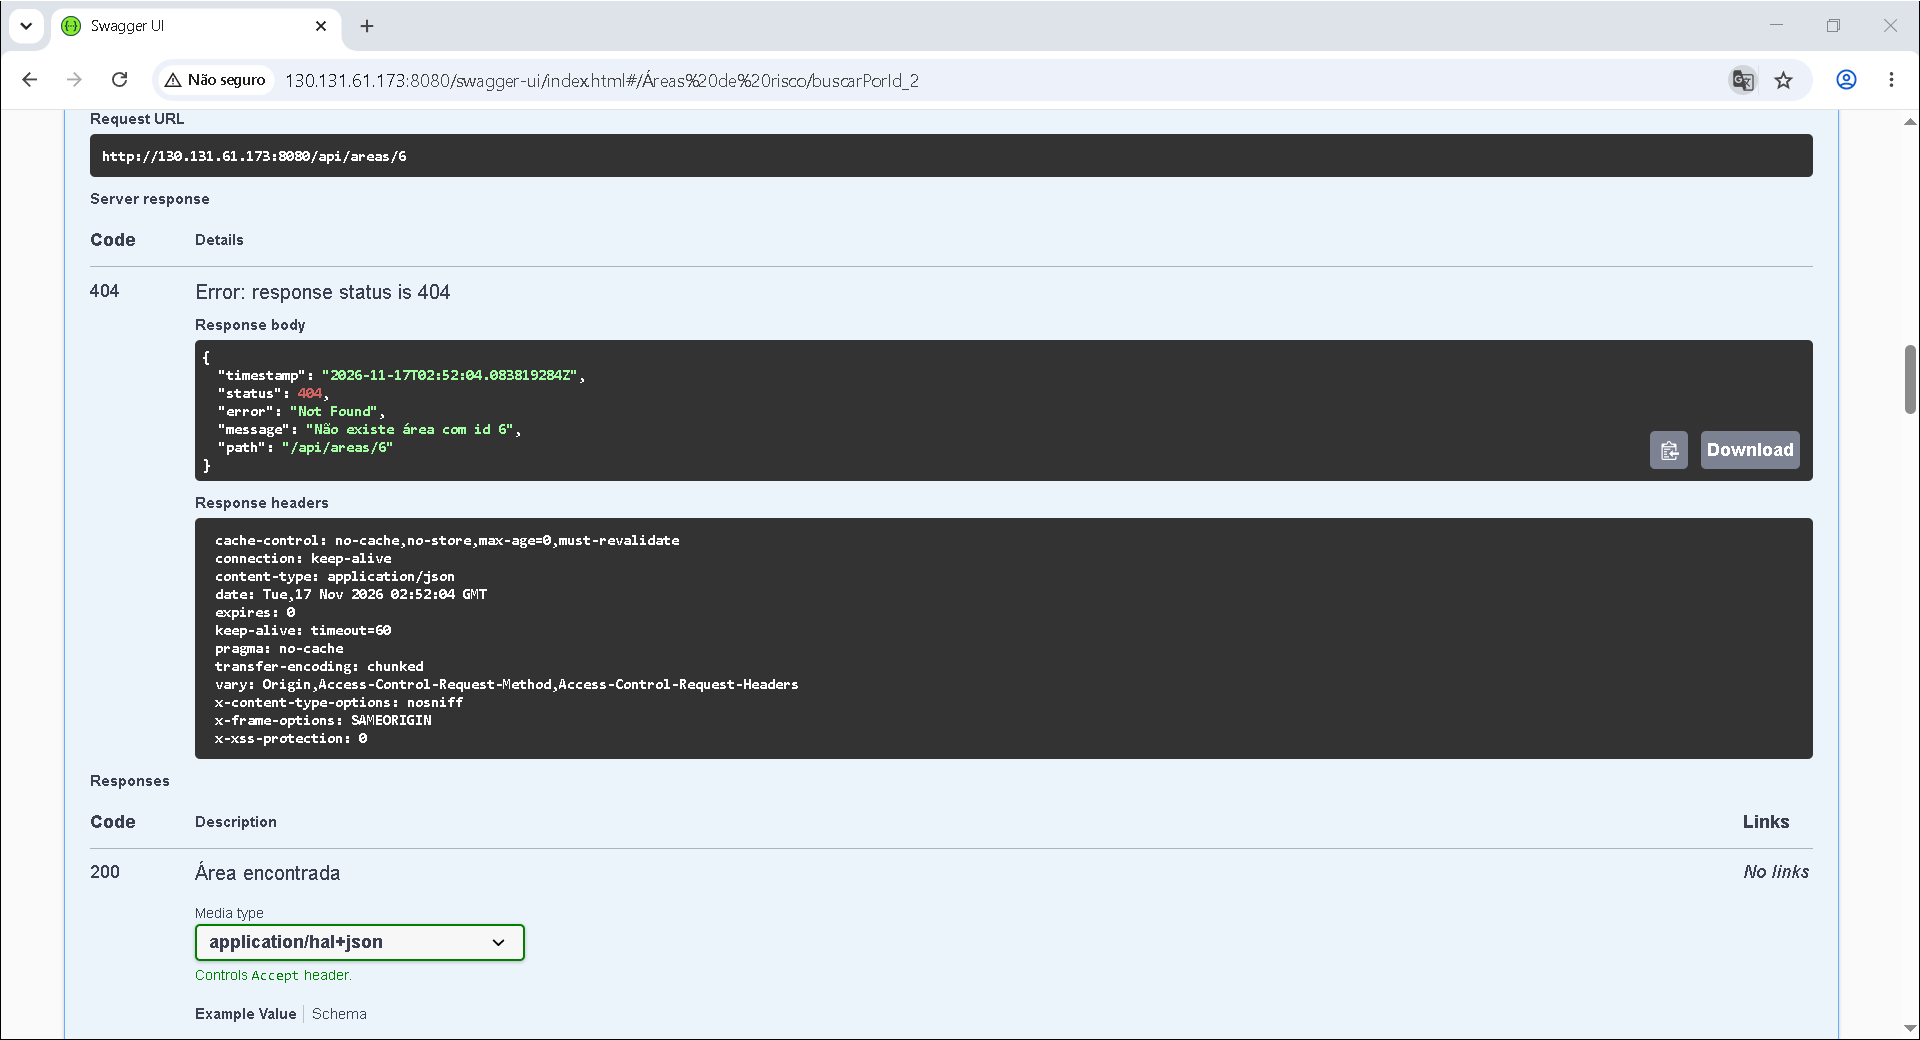 Swagger UI
Não seguro 130.131.61.173:8080/swagger-ui/index.html#/Áreas%20de%20risco/buscarPorId_2
Request URL
http://130.131.61.173:8080/api/areas/6
Server response
Code Details
404 Error: response status is 404
Response body
{
"timestamp": "2026-11-17T02:52:04.083819284Z",
"status": 404,
"error": "Not Found",
"message": "Não existe área com id 6",
"path": "/api/areas/6"
}
Download
Response headers
cache-control: no-cache,no-store,max-age=0,must-revalidate
connection: keep-alive
content-type: application/json
date: Tue,17 Nov 2026 02:52:04 GMT
expires: 0
keep-alive: timeout=60
pragma: no-cache
transfer-encoding: chunked
vary: Origin,Access-Control-Request-Method,Access-Control-Request-Headers
x-content-type-options: nosniff
x-frame-options: SAMEORIGIN
x-xss-protection: 0
Responses
Code Description Links
200 Área encontrada No links
Media type
application/hal+json
Controls Accept header.
Example Value Schema